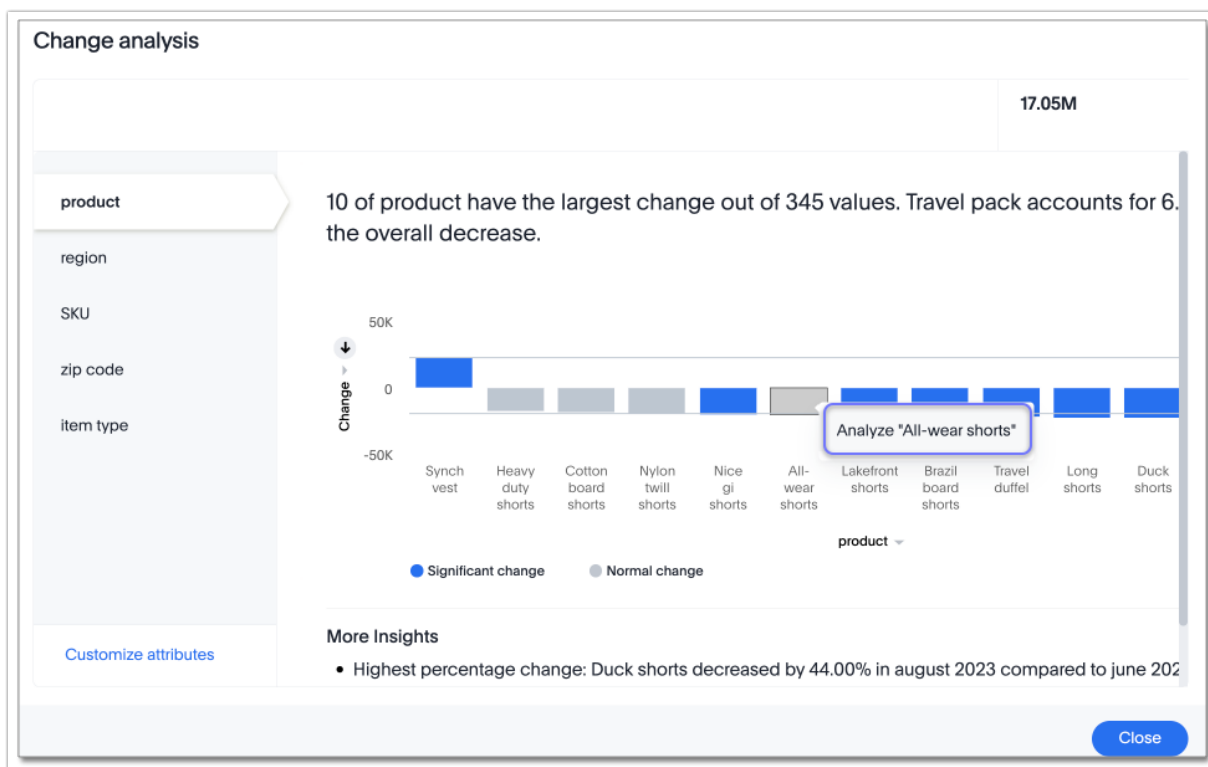 Change analysis
17.05M
product
region
SKU
zip code
item type
Customize attributes
10 of product have the largest change out of 345 values. Travel pack accounts for 6.
the overall decrease.
50K
0
-50K
Change
Analyze "All-wear shorts"
Synch
vest
Heavy
duty
shorts
Cotton
board
shorts
Nylon
twill
shorts
Nice
gi
shorts
All-
wear
shorts
Lakefront
shorts
Brazil
board
shorts
Travel
duffel
Long
shorts
Duck
shorts
product
Significant change
Normal change
More Insights
• Highest percentage change: Duck shorts decreased by 44.00% in august 2023 compared to june 202
Close